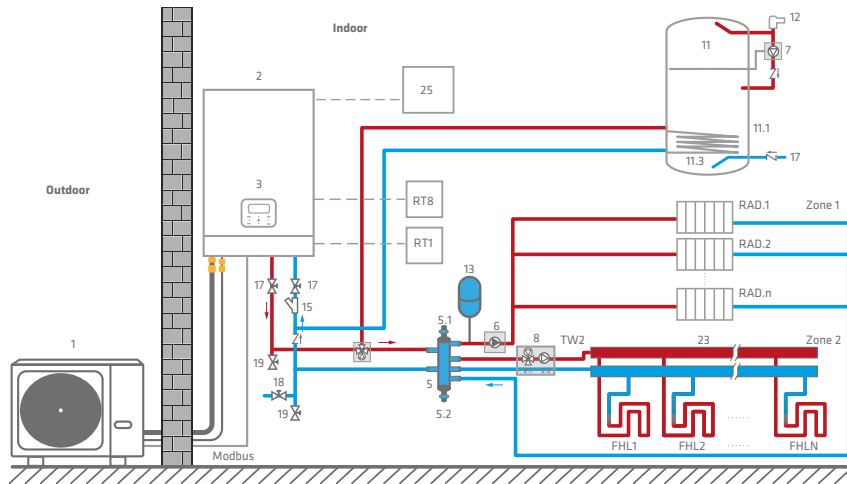 Indoor
12
11
7
2
25
11.1
11.3
17
Outdoor
3
RT8
RAD.1
Zone 1
RT1
RAD.2
13
17
17
15
RAD.n
5.1
6
8
TW2
23
Zone 2
1
19
5
18
19
5.2
FHL1
FHL2
FHLN
Modbus